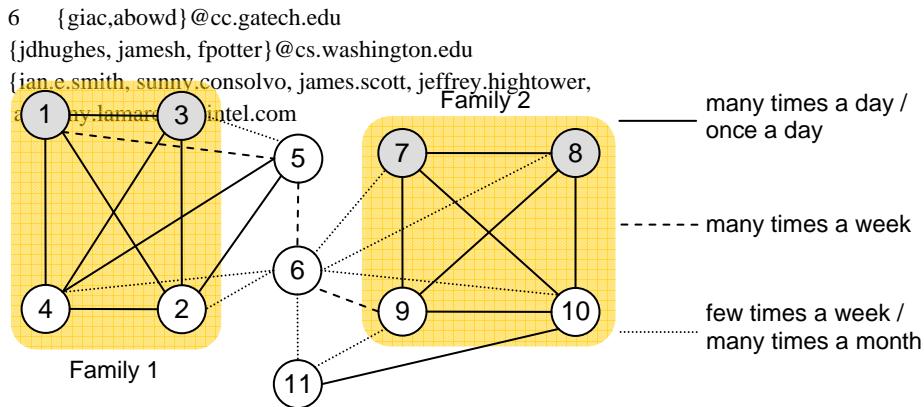 6 {giac,abowd}@cc.gatech.edu
{jdhughes, jamesh, fpotter}@cs.washington.edu
{ian.e.smith, sunny.consolvo, james.scott, jeffrey.hightower,
intel.com
Family 2
many times a day /
once a day
1
3
5
7
8
many times a week
6
4
2
9
10
few times a week /
many times a month
Family 1
11